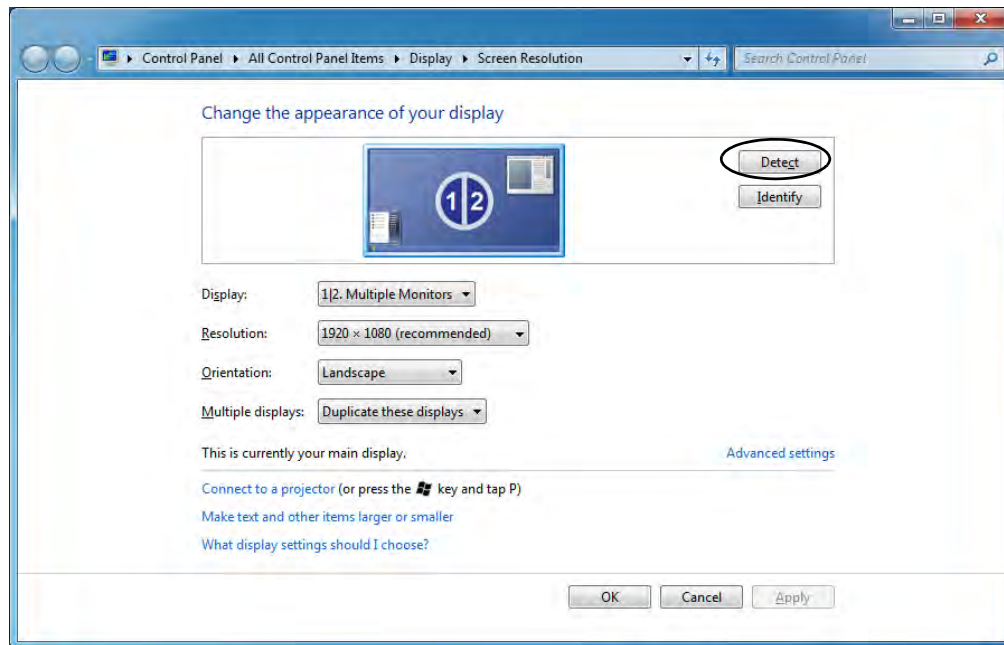 Control Panel ▸ All Control Panel Items ▸ Display ▸ Screen Resolution
Search Control Panel
Change the appearance of your display
1|2
Detect
Identify
Display: 1|2. Multiple Monitors
Resolution: 1920 × 1080 (recommended)
Orientation: Landscape
Multiple displays: Duplicate these displays
This is currently your main display. Advanced settings
Connect to a projector (or press the key and tap P)
Make text and other items larger or smaller
What display settings should I choose?
OK Cancel Apply